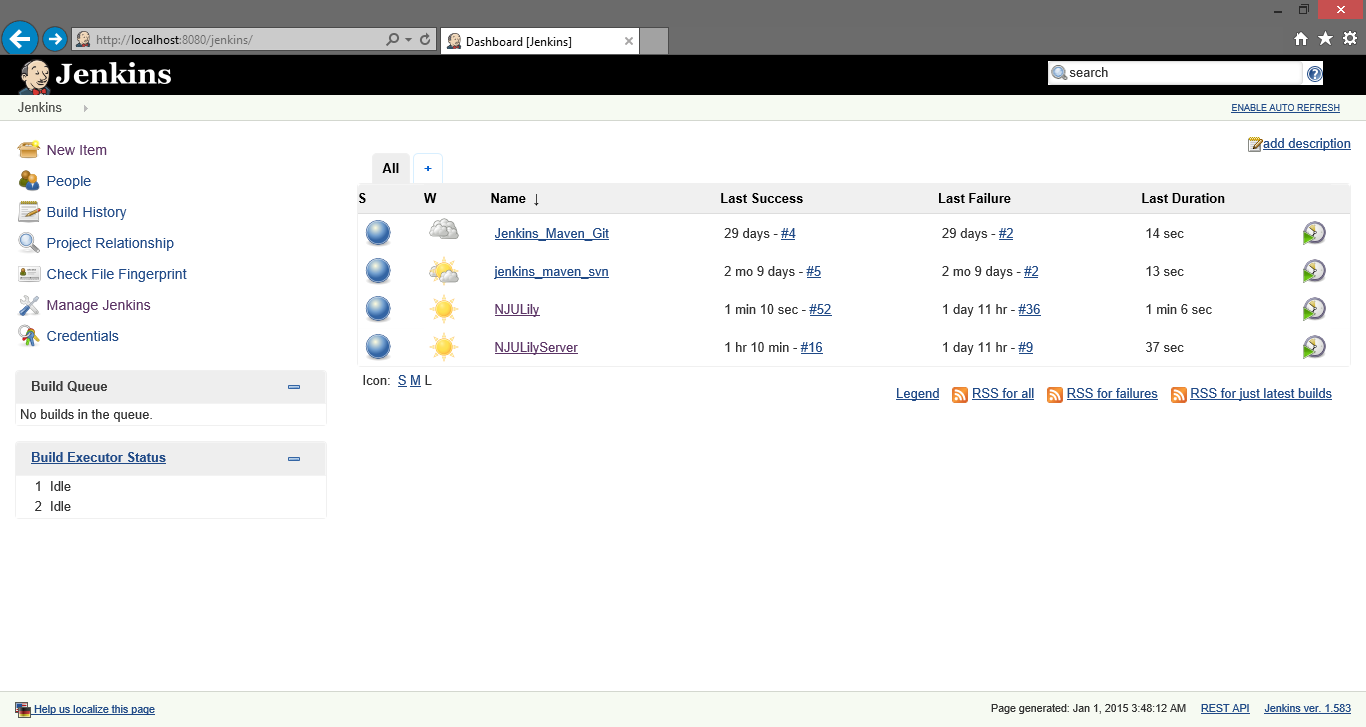 http://localhost:8080/jenkins/
Dashboard [Jenkins]
Jenkins
search
Jenkins
ENABLE AUTO REFRESH
add description
New Item
People
Build History
Project Relationship
Check File Fingerprint
Manage Jenkins
Credentials
Build Queue
No builds in the queue.
Build Executor Status
1 Idle
2 Idle
All +
S W Name ↓ Last Success Last Failure Last Duration
Jenkins_Maven_Git 29 days - #4 29 days - #2 14 sec
jenkins_maven_svn 2 mo 9 days - #5 2 mo 9 days - #2 13 sec
NJULily 1 min 10 sec - #52 1 day 11 hr - #36 1 min 6 sec
NJULilyServer 1 hr 10 min - #16 1 day 11 hr - #9 37 sec
Icon: S M L
Legend RSS for all RSS for failures RSS for just latest builds
Help us localize this page
Page generated: Jan 1, 2015 3:48:12 AM REST API Jenkins ver. 1.583